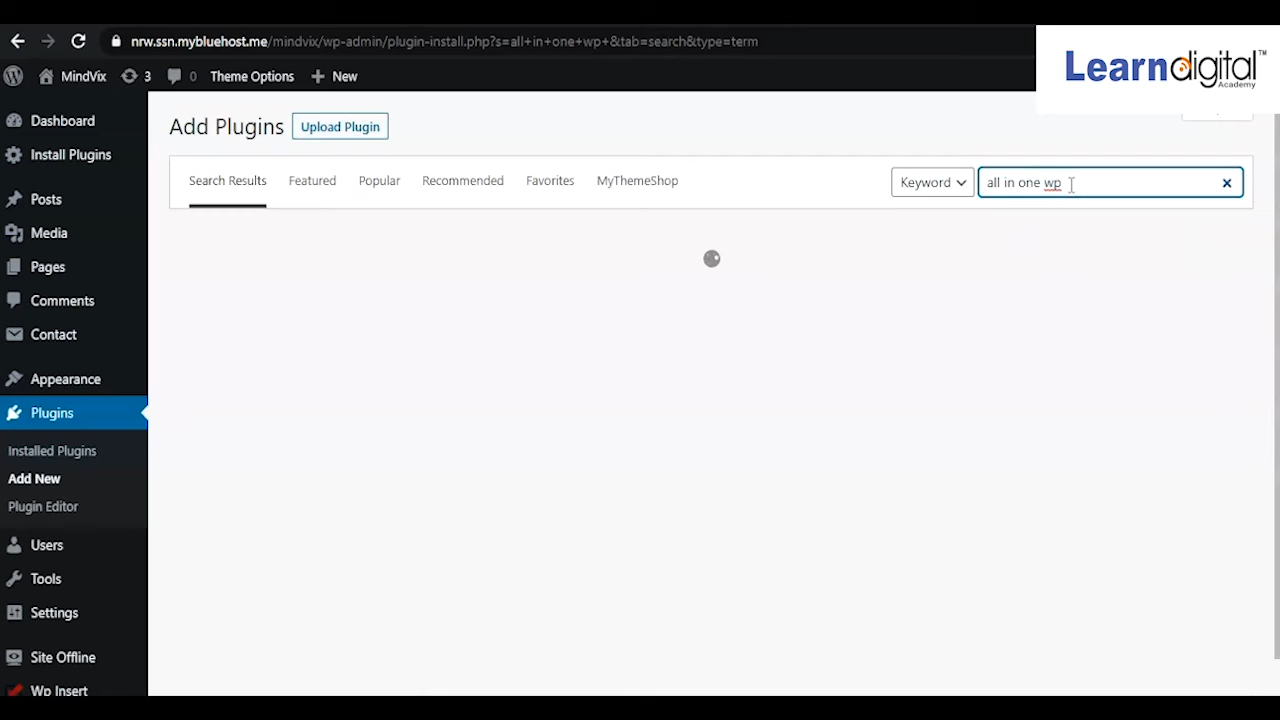 nrw.ssn.mybluehost.me/mindvix/wp-admin/plugin-install.php?s=all+in+one+wp+&tab=search&type=term
Learndigital™
Academy
MindVix
3
0
Theme Options
New
Add Plugins
Upload Plugin
Search Results
Featured
Popular
Recommended
Favorites
MyThemeShop
Keyword
all in one wp
Dashboard
Install Plugins
Posts
Media
Pages
Comments
Contact
Appearance
Plugins
Installed Plugins
Add New
Plugin Editor
Users
Tools
Settings
Site Offline
Wp Insert